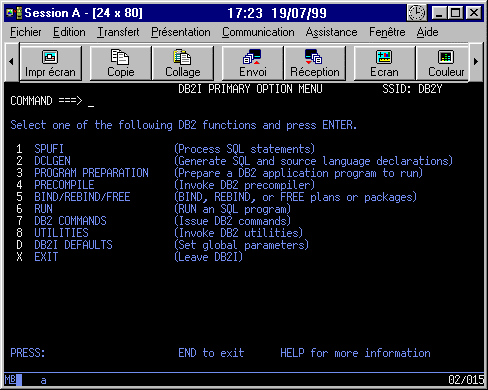 Session A - [24 x 80] 17:23 19/07/99
Fichier Edition Transfert Présentation Communication Assistance Fenêtre Aide
Impr écran Copie Collage Envoi Réception Ecran Couleur
DB2I PRIMARY OPTION MENU SSID: DB2Y
COMMAND ===> _
Select one of the following DB2 functions and press ENTER.
1 SPUFI (Process SQL statements)
2 DCLGEN (Generate SQL and source language declarations)
3 PROGRAM PREPARATION (Prepare a DB2 application program to run)
4 PRECOMPILE (Invoke DB2 precompiler)
5 BIND/REBIND/FREE (BIND, REBIND, or FREE plans or packages)
6 RUN (RUN an SQL program)
7 DB2 COMMANDS (Issue DB2 commands)
8 UTILITIES (Invoke DB2 utilities)
D DB2I DEFAULTS (Set global parameters)
X EXIT (Leave DB2I)
PRESS: END to exit HELP for more information
MB a 02/015